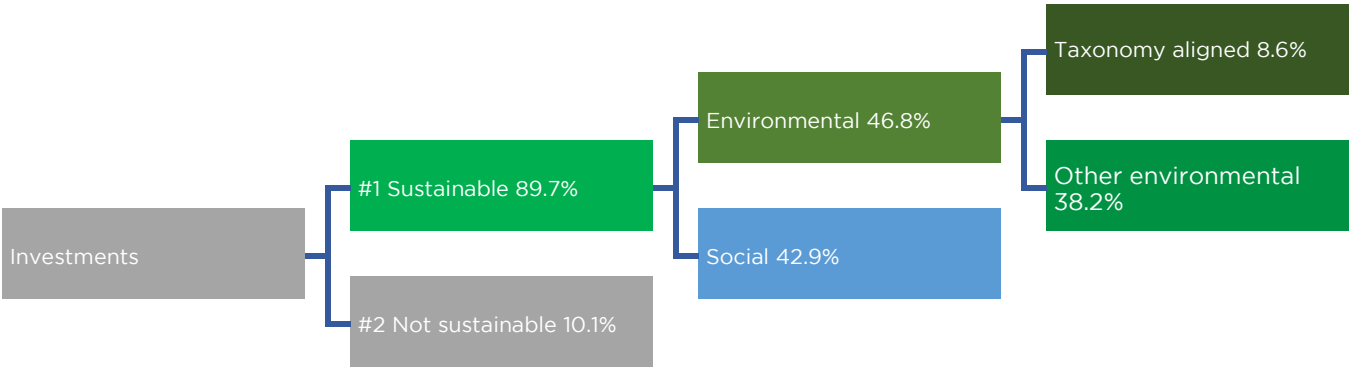 Investments
#1 Sustainable 89.7%
#2 Not sustainable 10.1%
Environmental 46.8%
Social 42.9%
Taxonomy aligned 8.6%
Other environmental
38.2%